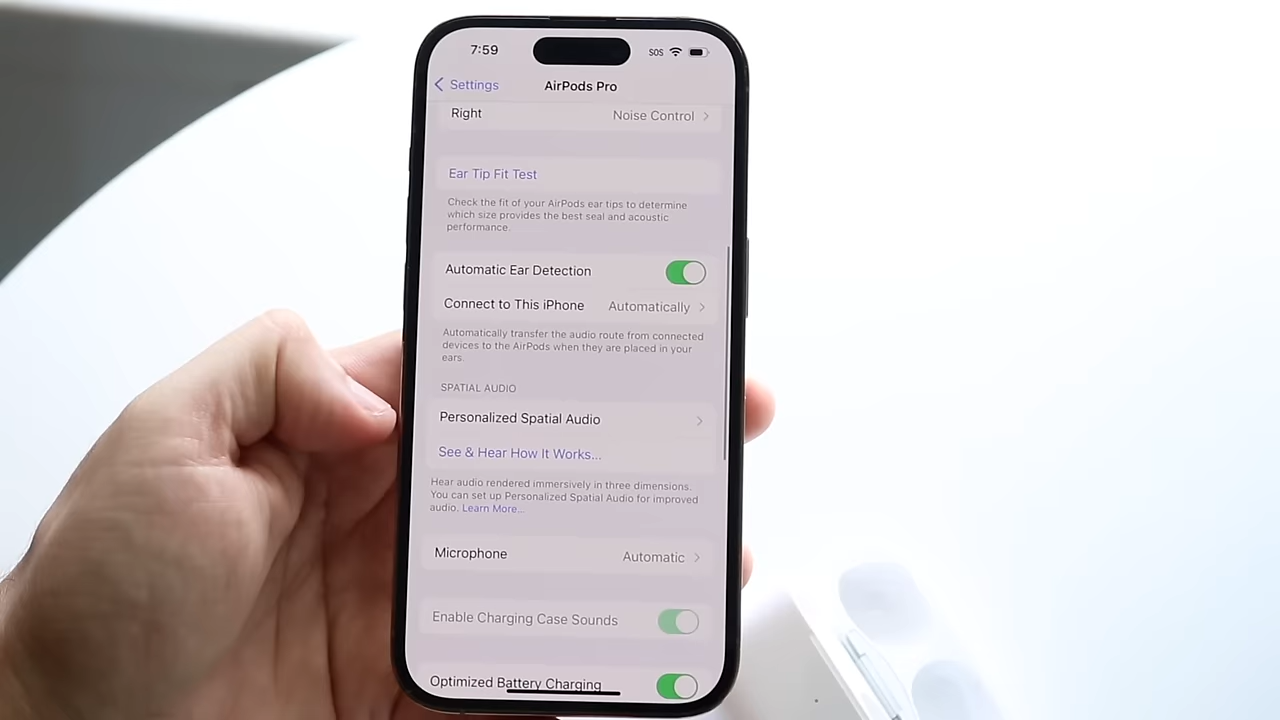 7:59 SOS
Settings AirPods Pro
Right Noise Control
Ear Tip Fit Test
Check the fit of your AirPods ear tips to determine
which size provides the best seal and acoustic
performance.
Automatic Ear Detection
Connect to This iPhone Automatically
Automatically transfer the audio route from connected
devices to the AirPods when they are placed in your
ears.
SPATIAL AUDIO
Personalized Spatial Audio
See & Hear How It Works...
Hear audio rendered immersively in three dimensions.
You can set up Personalized Spatial Audio for improved
audio. Learn More...
Microphone Automatic
Enable Charging Case Sounds
Optimized Battery Charging